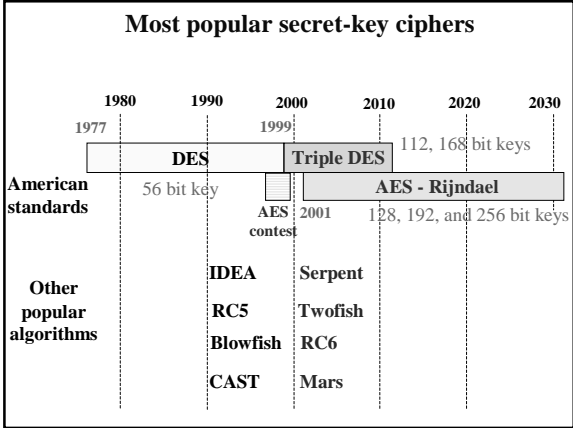 Most popular secret-key ciphers
1980 1990 2000 2010 2020 2030
1977 1999
DES Triple DES 112, 168 bit keys
American
standards
56 bit key AES - Rijndael
AES
contest
2001 128, 192, and 256 bit keys
Other
popular
algorithms
IDEA Serpent
RC5 Twofish
Blowfish RC6
CAST Mars